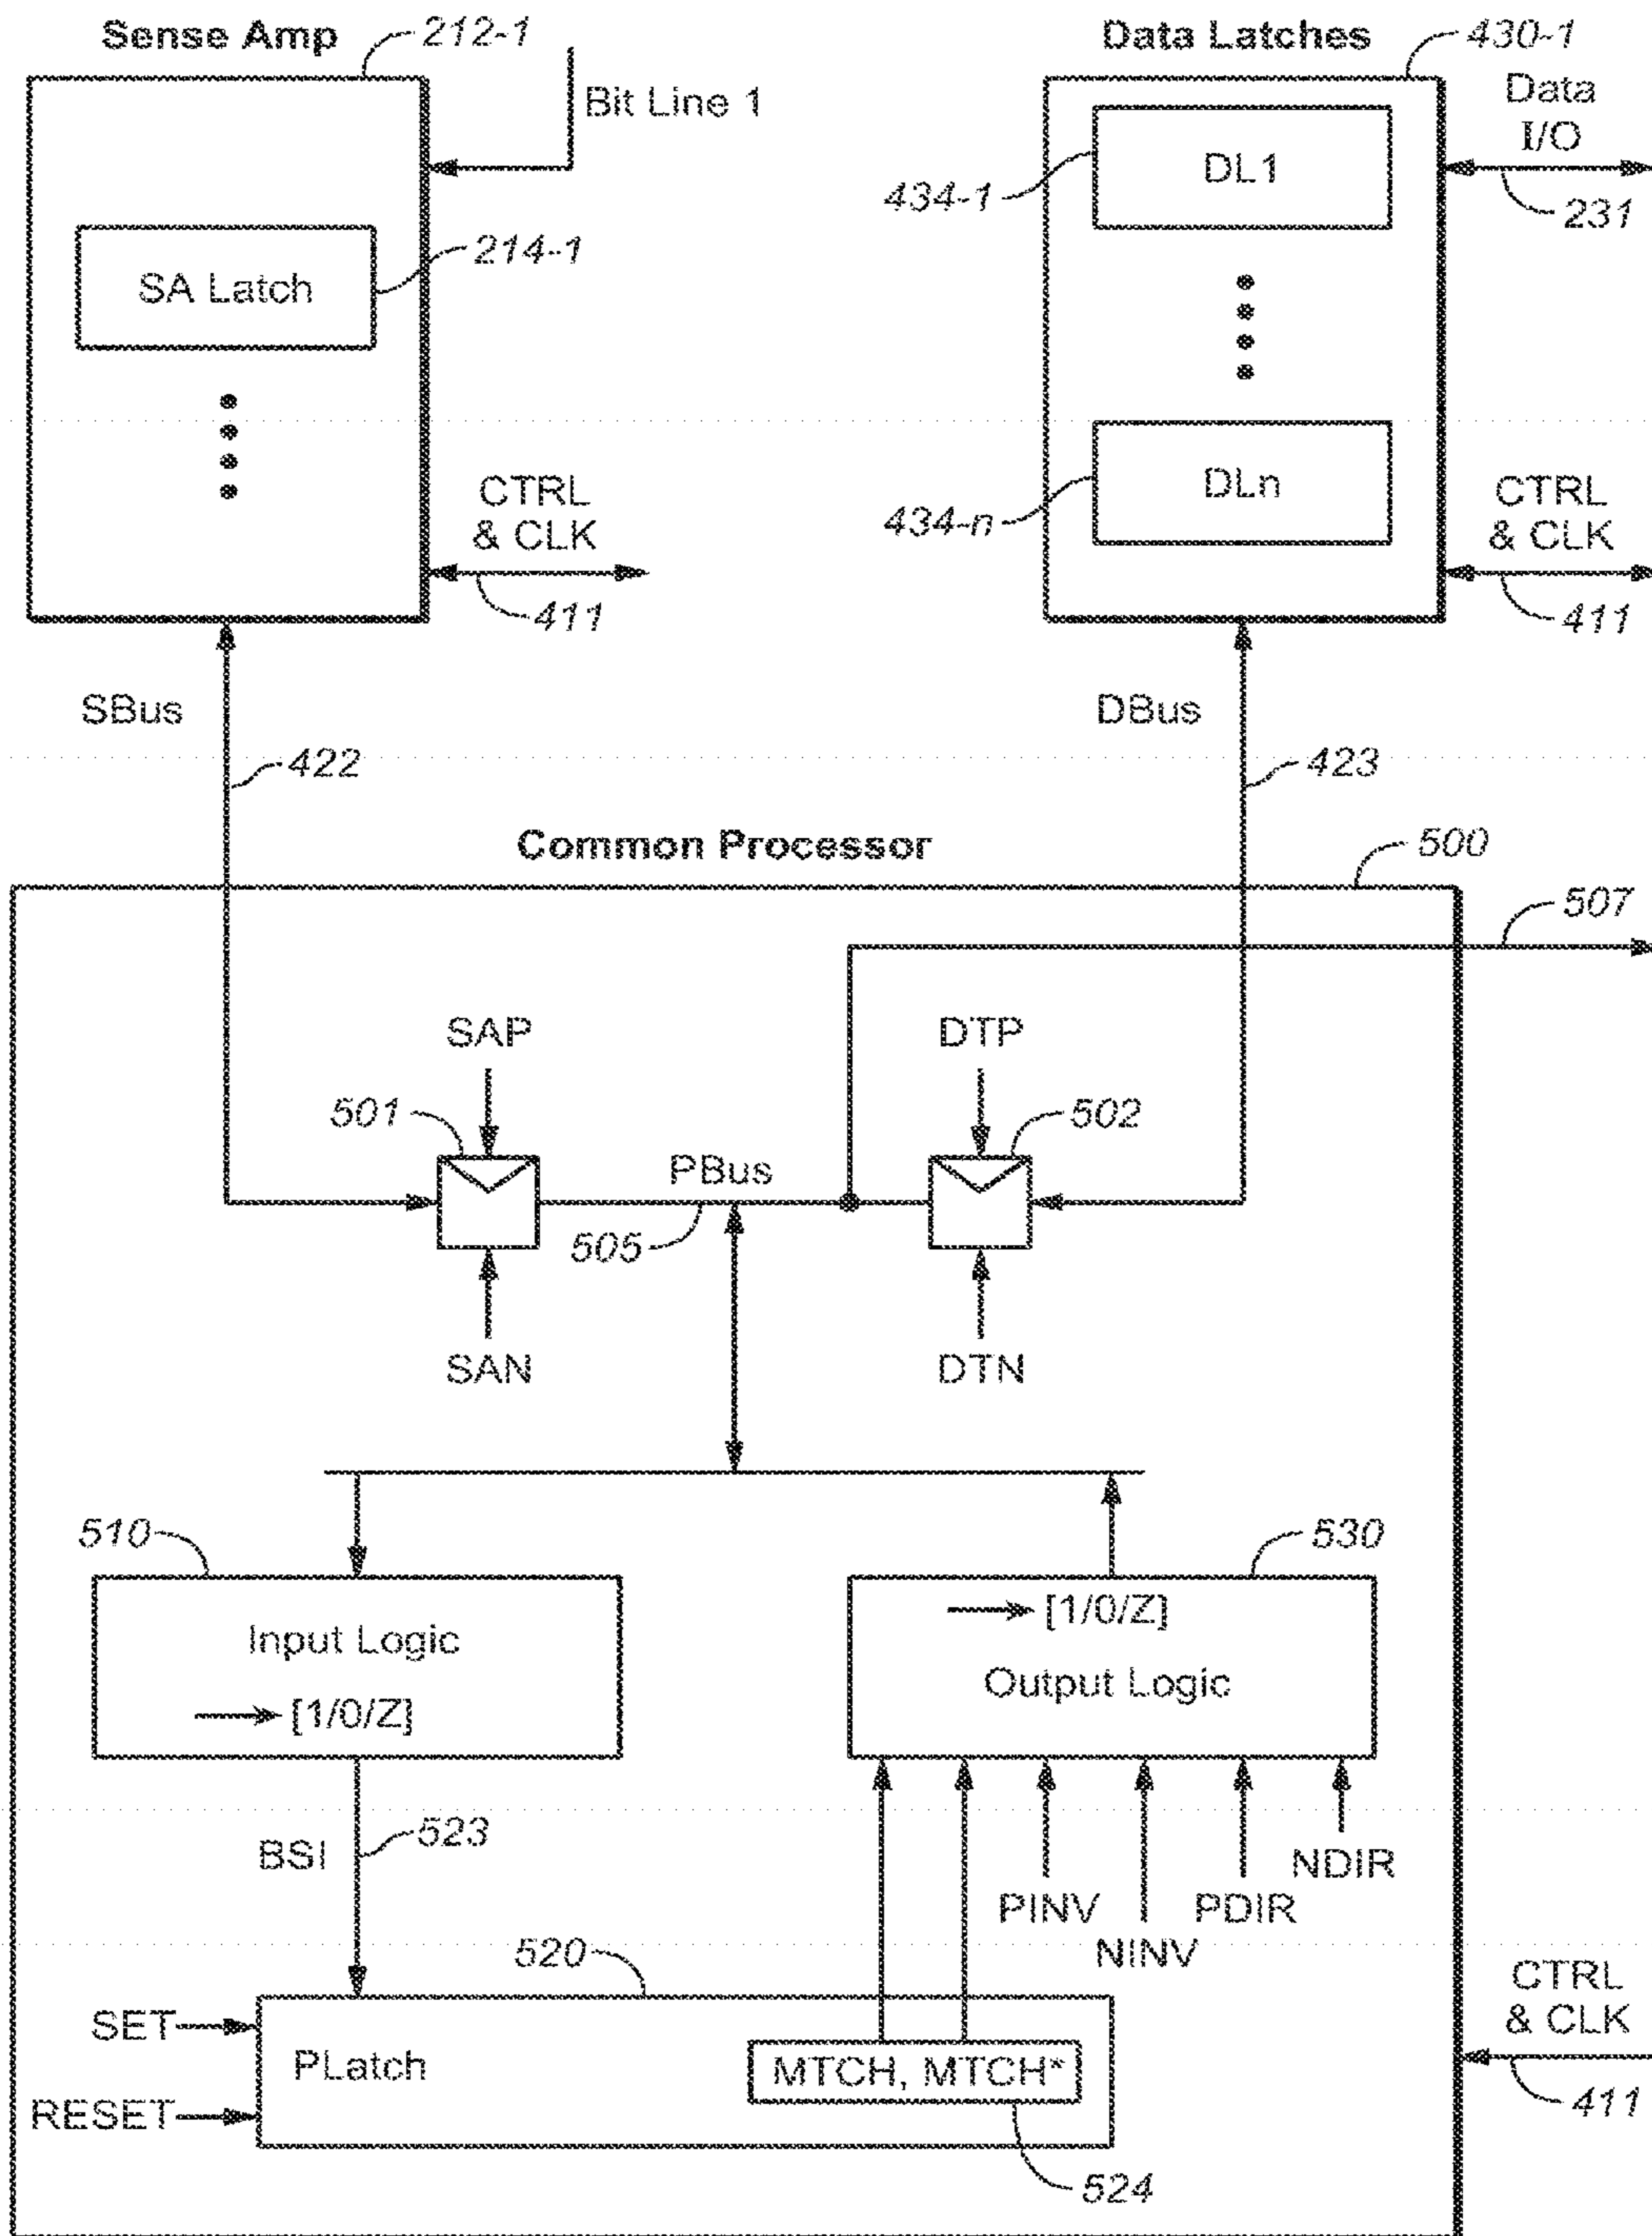 Sense Amp
212-1
Bit Line 1
Data Latches
430-1
Data
I/O
DL1
434-1
231
214-1
SA Latch
CTRL
& CLK
411
DLn
434-n
CTRL
& CLK
411
SBus
422
DBus
423
Common Processor
500
507
SAP
DTP
501
502
PBus
505
SAN
DTN
510
530
Input Logic
[1/0/Z]
[1/0/Z]
Output Logic
BSI
523
NDIR
PINV
PDIR
NINV
520
CTRL
& CLK
411
SET
PLatch
MTCH, MTCH*
RESET
524